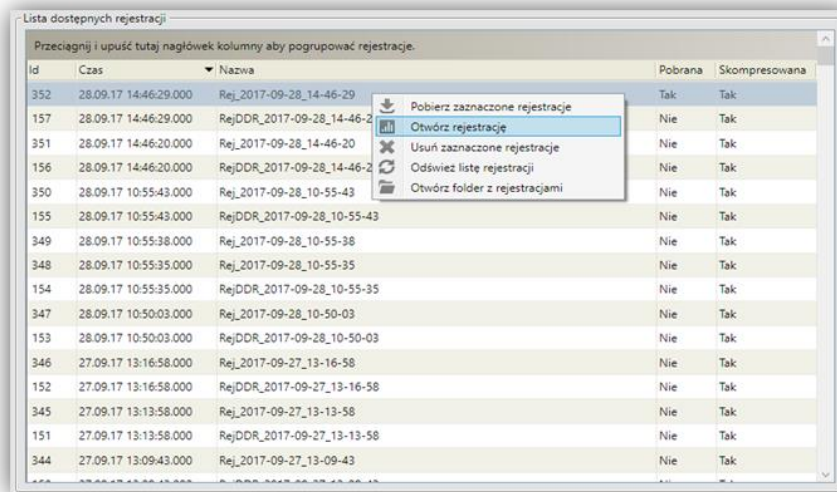 Lista dostępnych rejestracji
Przeciągnij i upuść tutaj nagłówek kolumny aby pogrupować rejestracje.
Id Czas Nazwa Pobrana Skompresowana
352 28.09.17 14:46:29.000 Rej_2017-09-28_14-46-29 Tak Tak
157 28.09.17 14:46:29.000 RejDDR_2017-09-28_14-46-2 Nie Tak
351 28.09.17 14:46:20.000 Rej_2017-09-28_14-46-20 Nie Tak
156 28.09.17 14:46:20.000 RejDDR_2017-09-28_14-46-2 Nie Tak
350 28.09.17 10:55:43.000 Rej_2017-09-28_10-55-43 Nie Tak
Pobierz zaznaczone rejestracje
Otwórz rejestrację
Usuń zaznaczone rejestracje
Odśwież listę rejestracji
Otwórz folder z rejestracjami
155 28.09.17 10:55:43.000 RejDDR_2017-09-28_10-55-43 Nie Tak
349 28.09.17 10:55:38.000 Rej_2017-09-28_10-55-38 Nie Tak
348 28.09.17 10:55:35.000 Rej_2017-09-28_10-55-35 Nie Tak
154 28.09.17 10:55:35.000 RejDDR_2017-09-28_10-55-35 Nie Tak
347 28.09.17 10:50:03.000 Rej_2017-09-28_10-50-03 Nie Tak
153 28.09.17 10:50:03.000 RejDDR_2017-09-28_10-50-03 Nie Tak
346 27.09.17 13:16:58.000 Rej_2017-09-27_13-16-58 Nie Tak
152 27.09.17 13:16:58.000 RejDDR_2017-09-27_13-16-58 Nie Tak
345 27.09.17 13:13:58.000 Rej_2017-09-27_13-13-58 Nie Tak
151 27.09.17 13:13:58.000 RejDDR_2017-09-27_13-13-58 Nie Tak
344 27.09.17 13:09:43.000 Rej_2017-09-27_13-09-43 Nie Tak